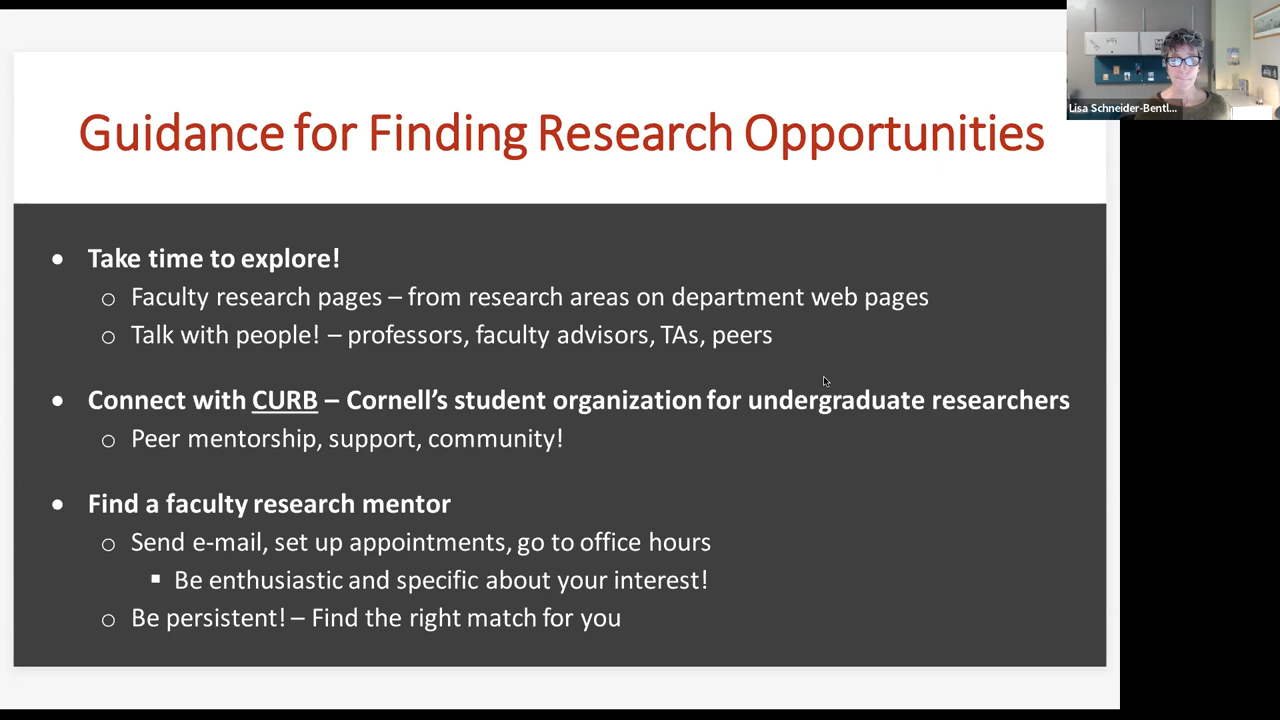 Guidance for Finding Research Opportunities
Lisa Schneider-Bentl...
• Take time to explore!
o Faculty research pages – from research areas on department web pages
o Talk with people! – professors, faculty advisors, TAs, peers
• Connect with CURB – Cornell’s student organization for undergraduate researchers
o Peer mentorship, support, community!
• Find a faculty research mentor
o Send e-mail, set up appointments, go to office hours
▪ Be enthusiastic and specific about your interest!
o Be persistent! – Find the right match for you